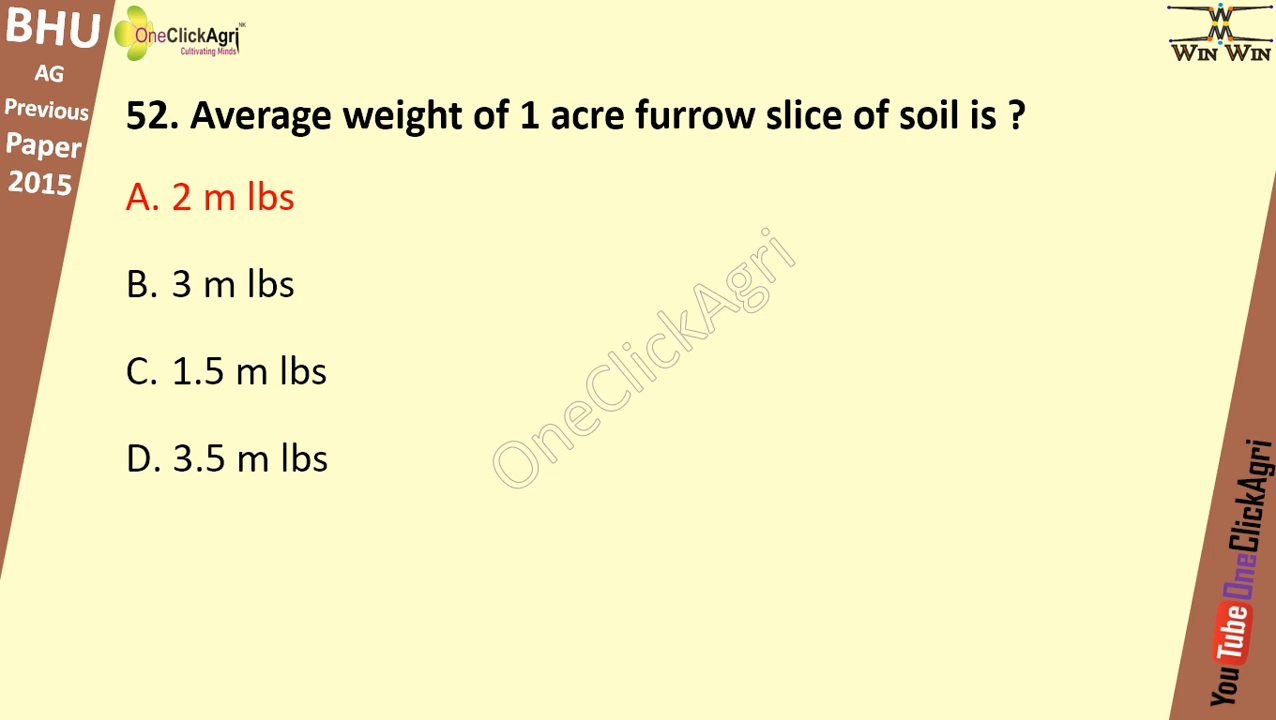 BHU
AG
Previous
Paper
2015
OneClickAgri NK
Cultivating Minds
WIN WIN
52. Average weight of 1 acre furrow slice of soil is ?
A. 2 m lbs
B. 3 m lbs
C. 1.5 m lbs
D. 3.5 m lbs
OneClickAgri
YouTube OneClickAgri